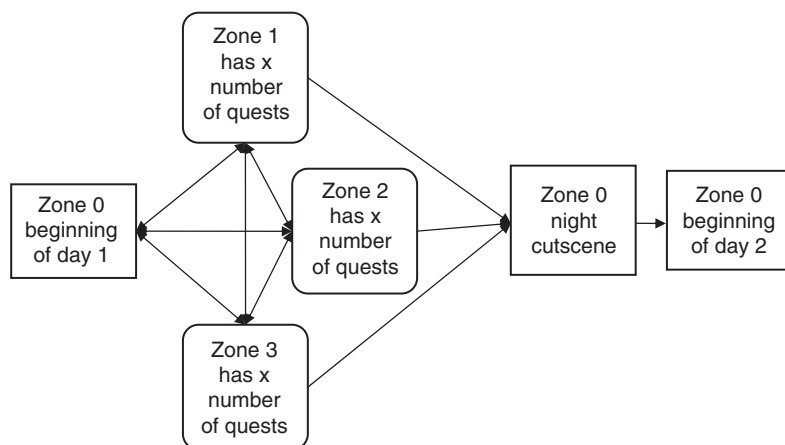 Zone 1
has x
number
of quests
Zone 0
beginning
of day 1
Zone 2
has x
number
of quests
Zone 0
night
cutscene
Zone 0
beginning
of day 2
Zone 3
has x
number
of quests